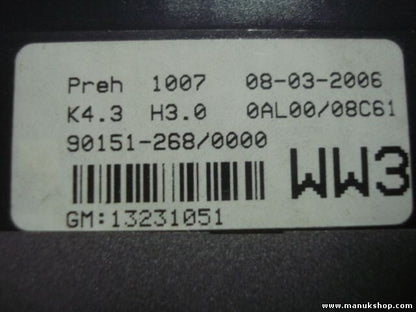 Preh 1007 08-03-2006
K4.3 H3.0 0AL00/08C61
90151-268/0000
WW3
GM:13231051
www.manukshop.com